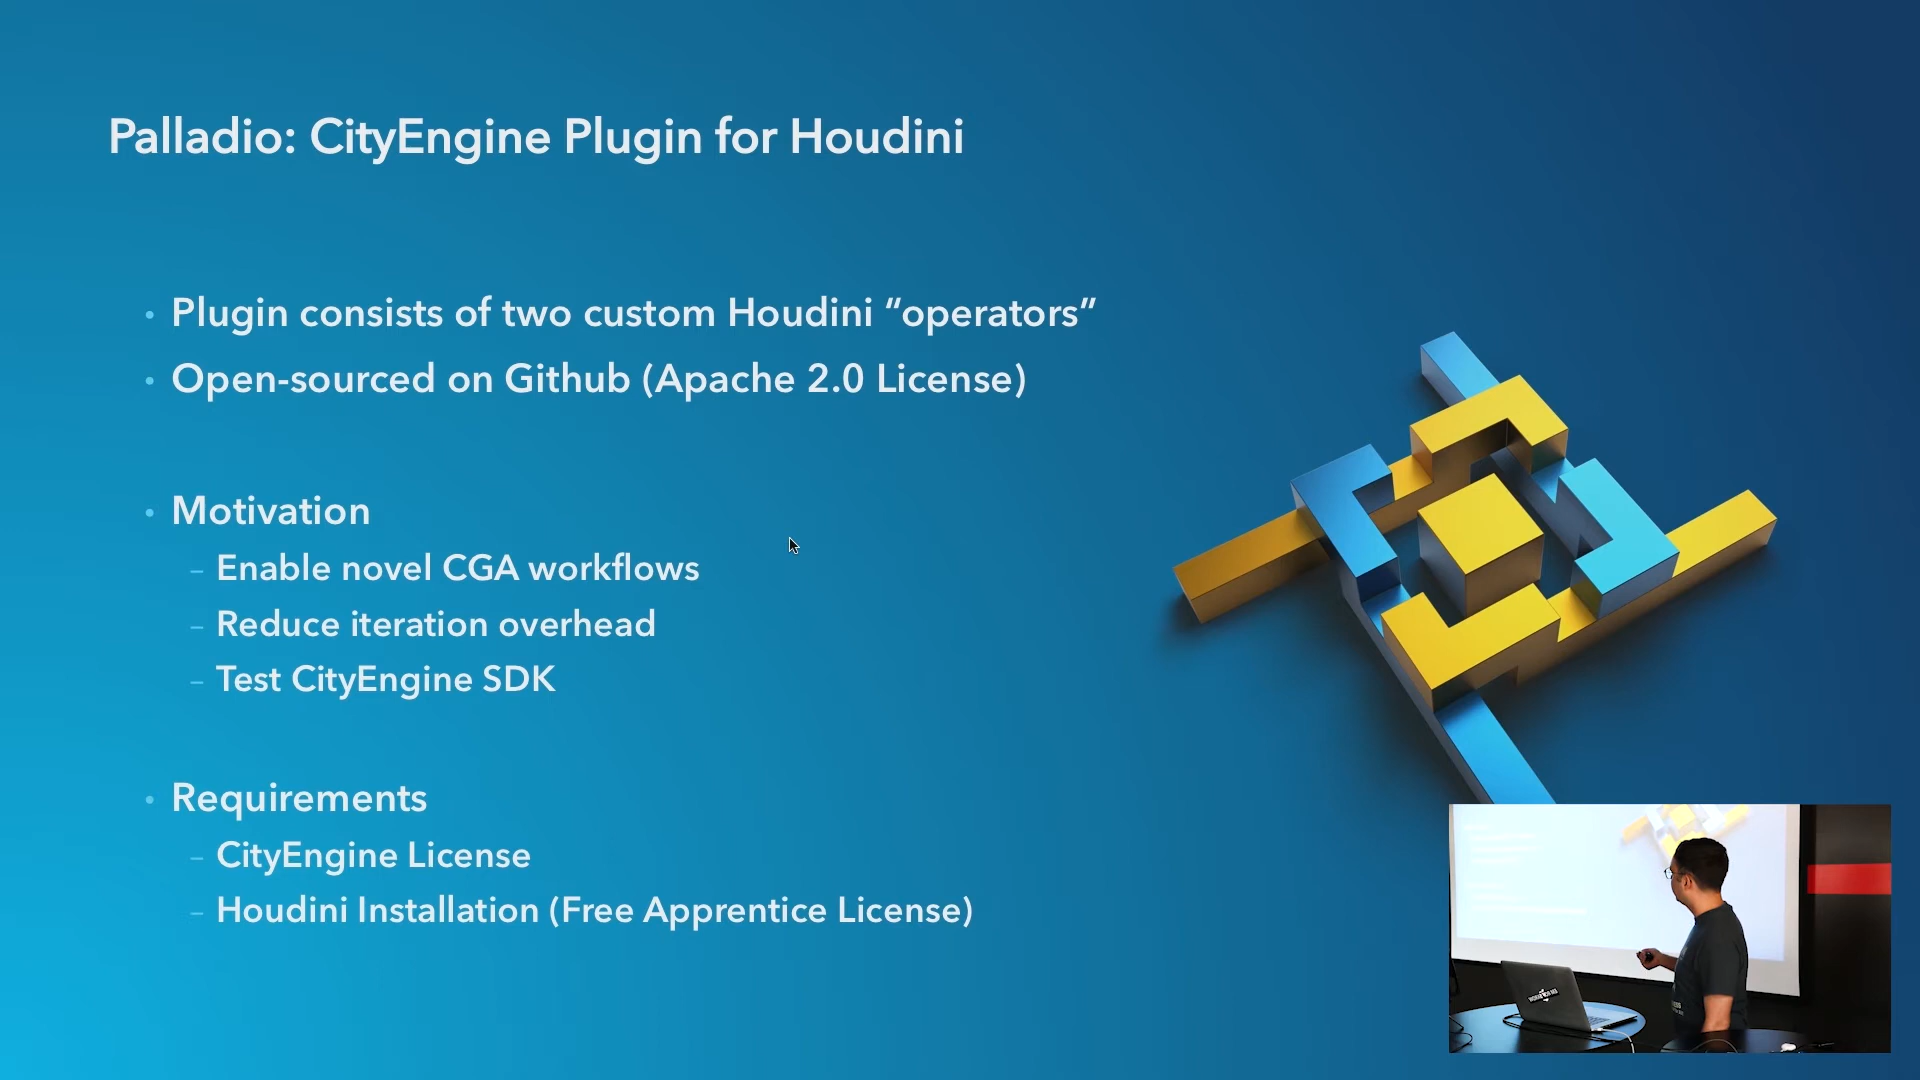 Palladio: CityEngine Plugin for Houdini
• Plugin consists of two custom Houdini “operators”
• Open-sourced on Github (Apache 2.0 License)
• Motivation
– Enable novel CGA workflows
– Reduce iteration overhead
– Test CityEngine SDK
• Requirements
– CityEngine License
– Houdini Installation (Free Apprentice License)